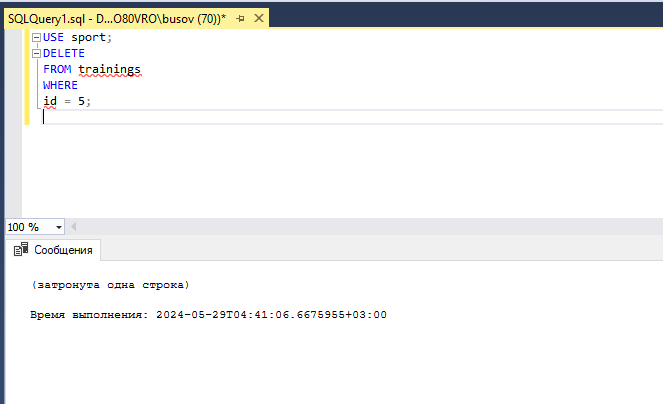 SQLQuery1.sql - D...O80VRO\busov (70))*
USE sport;
DELETE
FROM trainings
WHERE
id = 5;
100 %
Сообщения
(затронута одна строка)
Время выполнения: 2024-05-29T04:41:06.6675955+03:00